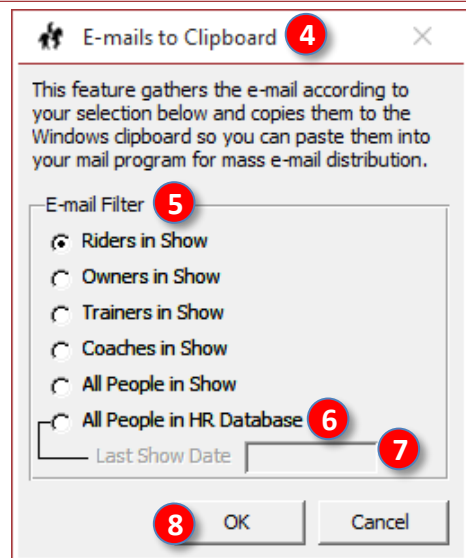 E-mails to Clipboard 4
This feature gathers the e-mail according to
your selection below and copies them to the
Windows clipboard so you can paste them into
your mail program for mass e-mail distribution.
E-mail Filter 5
Riders in Show
Owners in Show
Trainers in Show
Coaches in Show
All People in Show
All People in HR Database 6
Last Show Date 7
8 OK Cancel